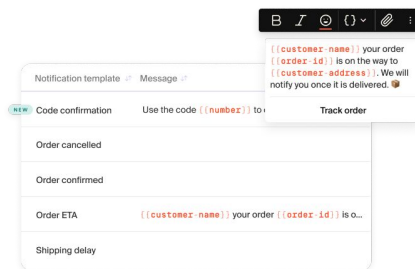 B I {}
{{customer-name}} your order
{{order-id}} is on the way to
{{customer-address}}. We will
notify you once it is delivered. 📦
Track order
Notification template Message
NEW Code confirmation Use the code {{number}} to
Order cancelled
Order confirmed
Order ETA {{customer-name}} your order {{order-id}} is o...
Shipping delay